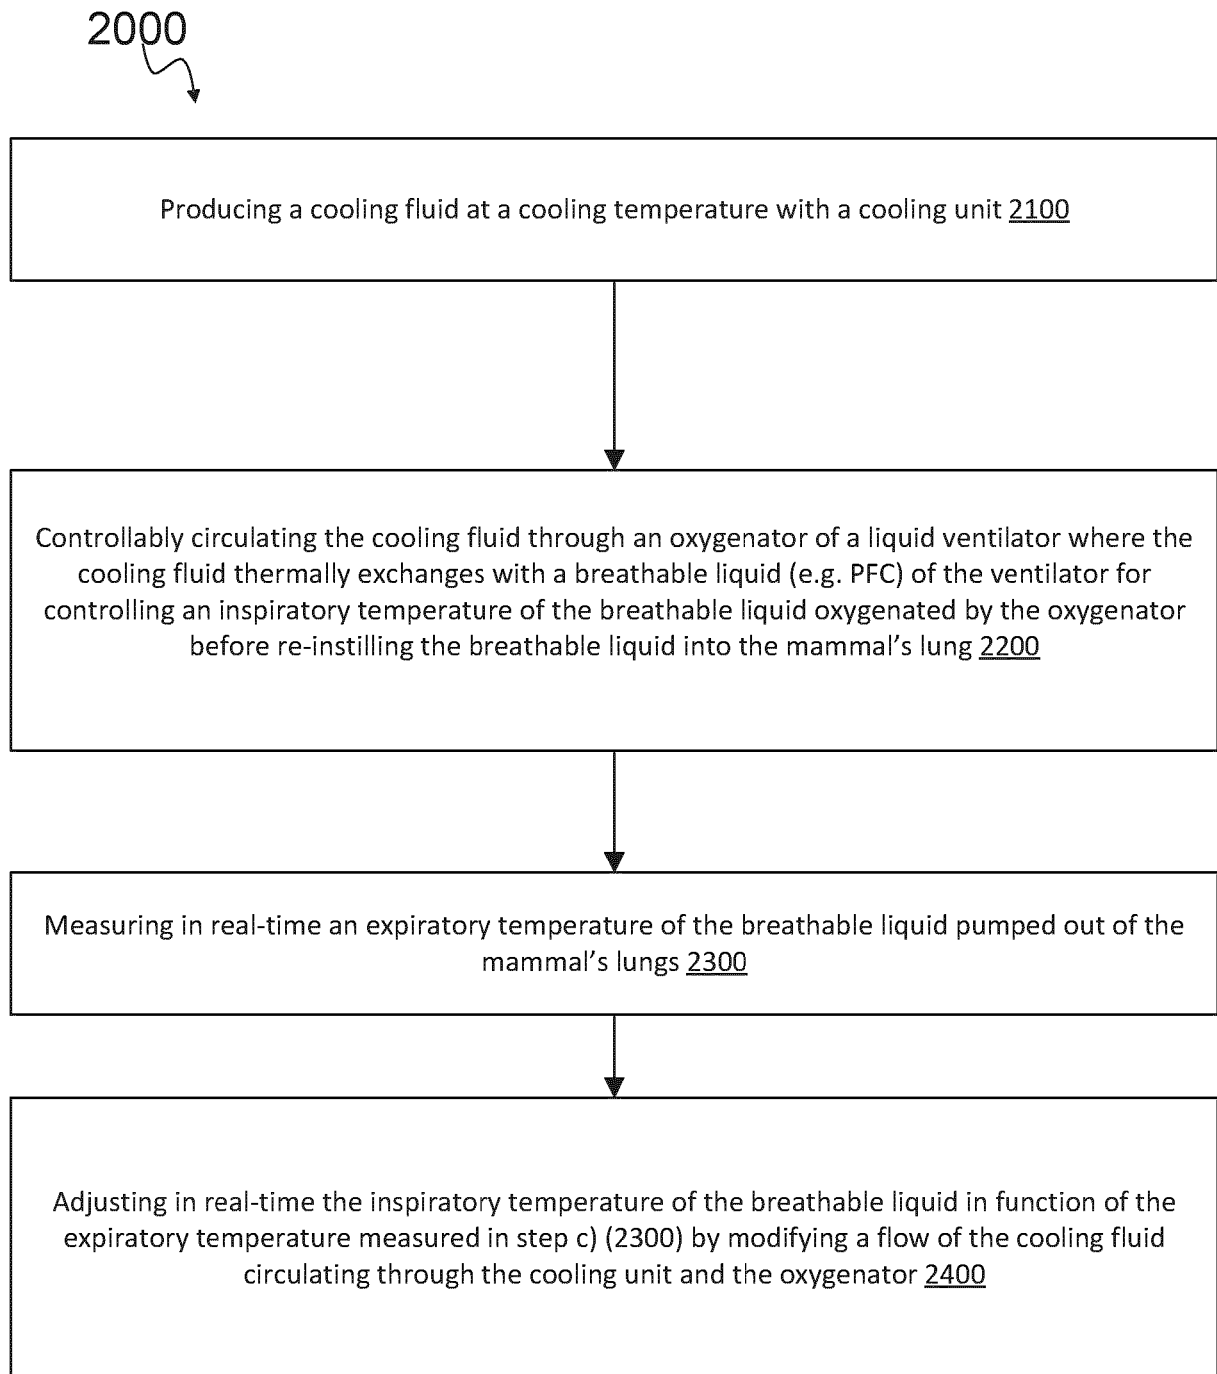 2000
Producing a cooling fluid at a cooling temperature with a cooling unit 2100
Controllably circulating the cooling fluid through an oxygenator of a liquid ventilator where the
cooling fluid thermally exchanges with a breathable liquid (e.g. PFC) of the ventilator for
controlling an inspiratory temperature of the breathable liquid oxygenated by the oxygenator
before re-instilling the breathable liquid into the mammal's lung 2200
Measuring in real-time an expiratory temperature of the breathable liquid pumped out of the
mammal's lungs 2300
Adjusting in real-time the inspiratory temperature of the breathable liquid in function of the
expiratory temperature measured in step c) (2300) by modifying a flow of the cooling fluid
circulating through the cooling unit and the oxygenator 2400